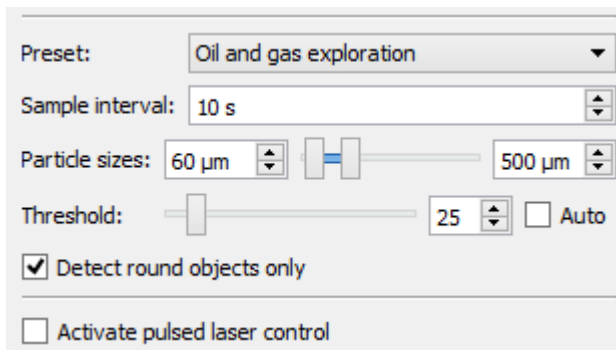 Preset: Oil and gas exploration
Sample interval: 10 s
Particle sizes: 60 µm 500 µm
Threshold: 25 Auto
Detect round objects only
Activate pulsed laser control